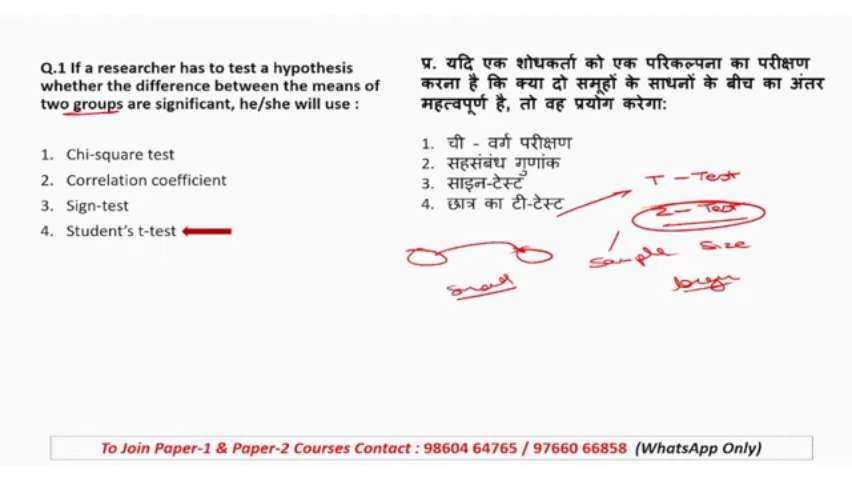 Q.1 If a researcher has to test a hypothesis
whether the difference between the means of
two groups are significant, he/she will use :
1. Chi-square test
2. Correlation coefficient
3. Sign-test
4. Student's t-test
प्र. यदि एक शोधकर्ता को एक परिकल्पना का परीक्षण
करना है कि क्या दो समूहों के साधनों के बीच का अंतर
महत्वपूर्ण है, तो वह प्रयोग करेगा:
1. ची - वर्ग परीक्षण
2. सहसंबंध गुणांक
3. साइन-टेस्ट
4. छात्र का टी-टेस्ट
T - Test
Z - Test
Sample Size
Small
To Join Paper-1 & Paper-2 Courses Contact : 98604 64765 / 97660 66858 (WhatsApp Only)